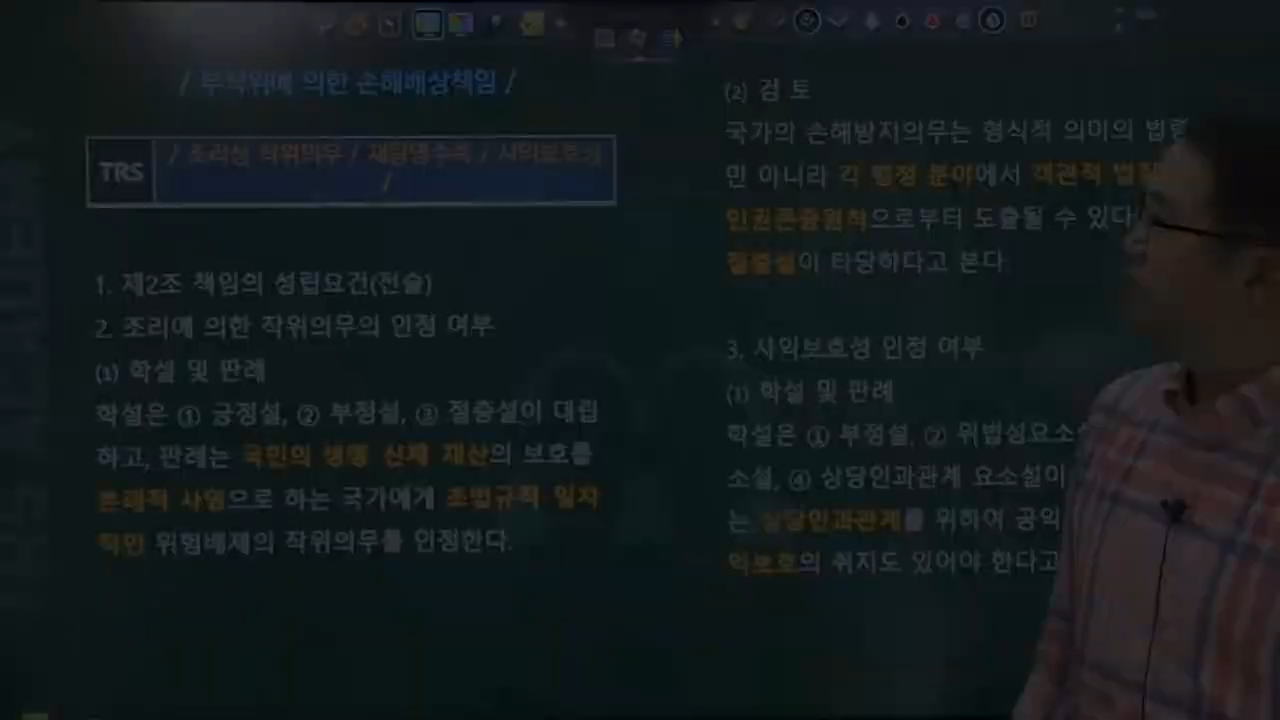 / 부작위에 의한 손해배상책임 /
TRS
/ 조리상 작위의무 / 재량영수축 / 사익보호성
/
1. 제2조 책임의 성립요건(전술)
2. 조리에 의한 작위의무의 인정 여부
(1) 학설 및 판례
학설은 ① 긍정설, ② 부정설, ③ 절충설이 대립
하고, 판례는 국민의 생명 신체 재산의 보호를
본래적 사명으로 하는 국가에게 초법규적 일차
적인 위험배제의 작위의무를 인정한다.
(2) 검 토
국가의 손해방지의무는 형식적 의미의 법령
만 아니라 각 행정 분야에서 객관적 법질
인권존중원칙으로부터 도출될 수 있다
절충설이 타당하다고 본다.
3. 사익보호성 인정 여부
(1) 학설 및 판례
학설은 ① 부정설, ② 위법성요소
소설, ④ 상당인과관계 요소설이
는 상당인과관계를 위하여 공익
익보호의 취지도 있어야 한다고